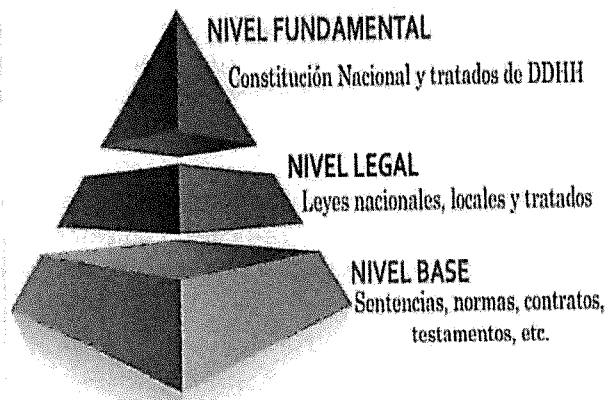 NIVEL FUNDAMENTAL
Constitución Nacional y tratados de DDHH
NIVEL LEGAL
Leyes nacionales, locales y tratados
NIVEL BASE
Sentencias, normas, contratos,
testamentos, etc.